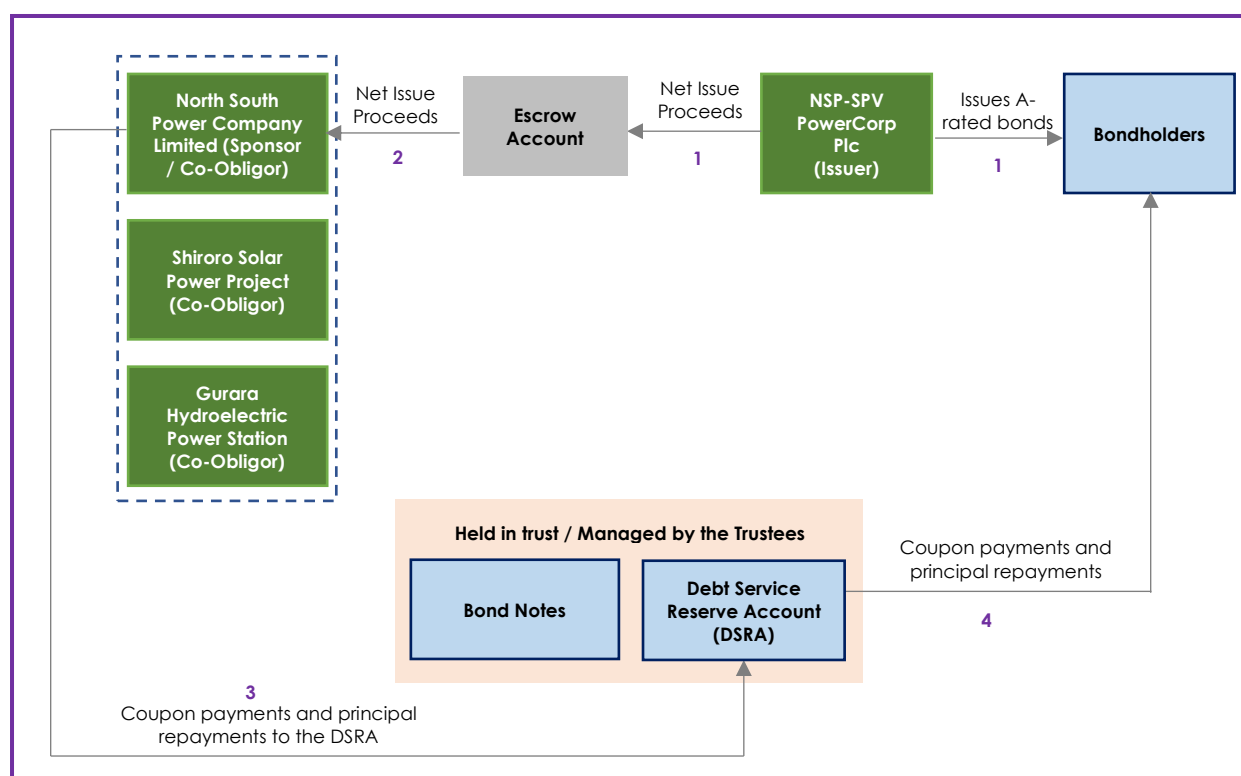 North South
Power Company
Limited (Sponsor
/ Co-Obligor)
Net Issue
Proceeds
2
Escrow
Account
Net Issue
Proceeds
1
NSP-SPV
PowerCorp
Plc
(Issuer)
Issues A-
rated bonds
1
Bondholders
Shiroro Solar
Power Project
(Co-Obligor)
Gurara
Hydroelectric
Power Station
(Co-Obligor)
Held in trust / Managed by the Trustees
Bond Notes
Debt Service
Reserve Account
(DSRA)
Coupon payments and
principal repayments
4
3
Coupon payments and principal
repayments to the DSRA